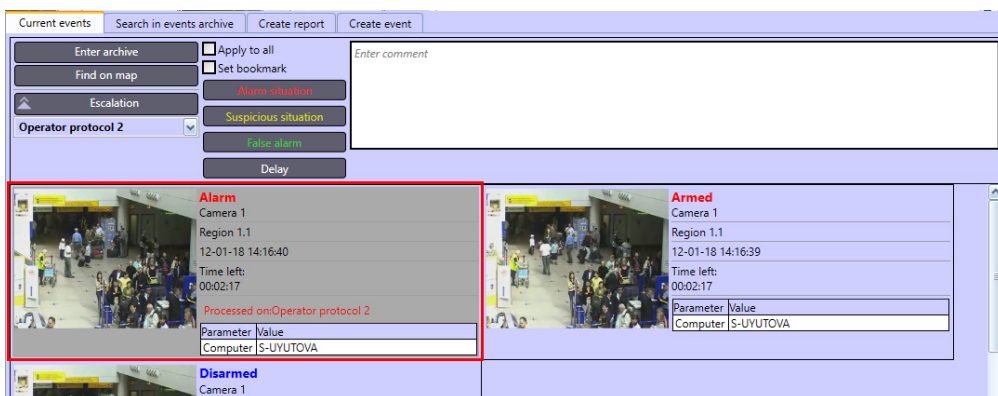 Current events
Search in events archive
Create report
Create event
Enter archive
Find on map
Escalation
Operator protocol 2
Apply to all
Set bookmark
Alarm situation
Suspicious situation
False alarm
Delay
Enter comment
Alarm
Camera 1
Region 1.1
12-01-18 14:16:40
Time left:
00:02:17
Processed on:Operator protocol 2
Parameter Value
Computer S-UYUTOVA
Armed
Camera 1
Region 1.1
12-01-18 14:16:39
Time left:
00:02:17
Parameter Value
Computer S-UYUTOVA
Disarmed
Camera 1